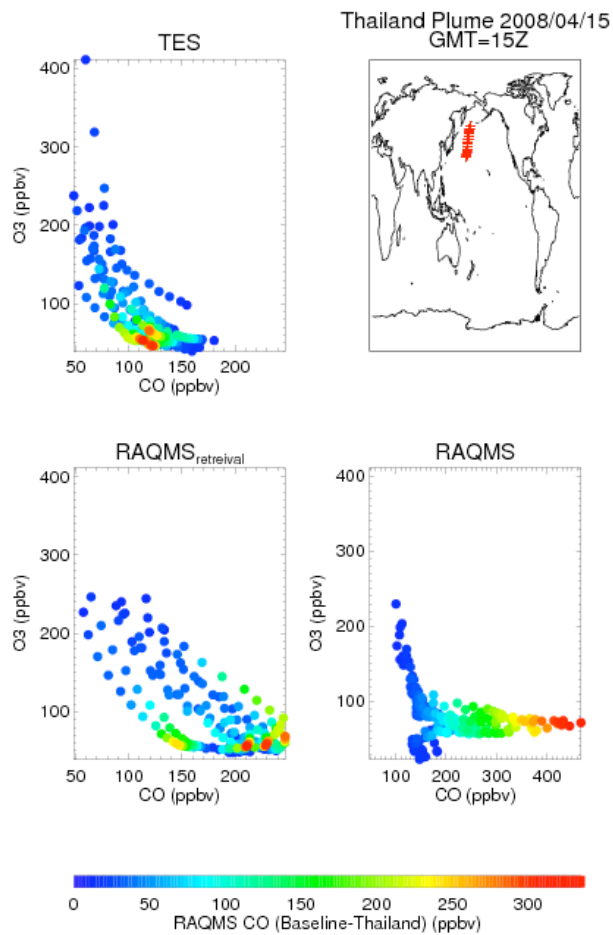 Thailand Plume 2008/04/15
GMT=15Z
TES
400
300
200
100
O3 (ppbv)
50 100 150 200
CO (ppbv)
RAQMSretreival
400
300
200
100
O3 (ppbv)
50 100 150 200
CO (ppbv)
RAQMS
400
300
200
100
O3 (ppbv)
100 200 300 400
CO (ppbv)
0 50 100 150 200 250 300
RAQMS CO (Baseline-Thailand) (ppbv)